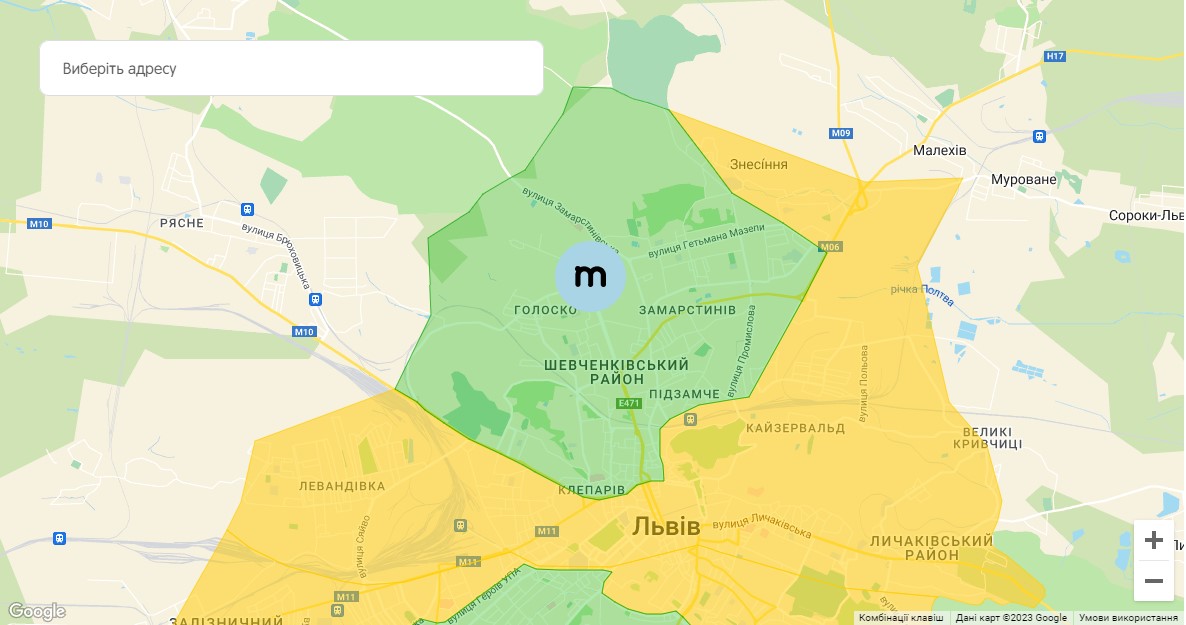 Виберіть адресу
H17
M09
Малехів
Знесіння
Муроване
вулиця Замарстинівська
Сороки-Льв
M10
РЯСНЕ
вулиця Брюховицька
вулиця Гетьмана Мазепи
M06
m
річка Полтва
ГОЛОСКО
ЗАМАРСТИНІВ
M10
вулиця Промислова
ШЕВЧЕНКІВСЬКИЙ
РАЙОН
вулиця Польова
ПІДЗАМЧЕ
E471
КАЙЗЕРВАЛЬД
ВЕЛИКІ
КРИВЧИЦІ
ЛЕВАНДІВКА
КЛЕПАРІВ
Львів
вулиця Личаківська
вулиця Сяйво
M11
ЛИЧАКІВСЬКИЙ
РАЙОН
M11
вулиця Героїв УПА
M11
ЗАЛІЗНИЧНИЙ
Google
Комбінації клавіш
Дані карт ©2023 Google
Умови використання